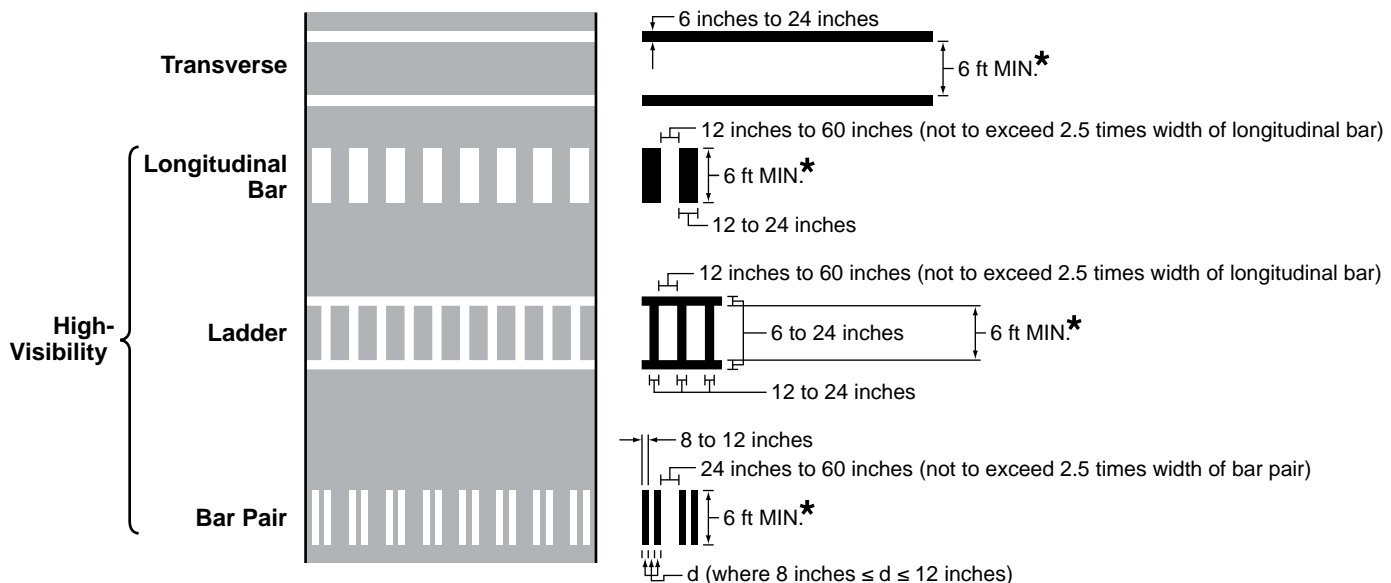 6 inches to 24 inches
Transverse
6 ft MIN.*
12 inches to 60 inches (not to exceed 2.5 times width of longitudinal bar)
Longitudinal
Bar
6 ft MIN.*
12 to 24 inches
12 inches to 60 inches (not to exceed 2.5 times width of longitudinal bar)
High-
Visibility
Ladder
6 to 24 inches
6 ft MIN.*
12 to 24 inches
8 to 12 inches
24 inches to 60 inches (not to exceed 2.5 times width of bar pair)
Bar Pair
6 ft MIN.*
d (where 8 inches ≤ d ≤ 12 inches)